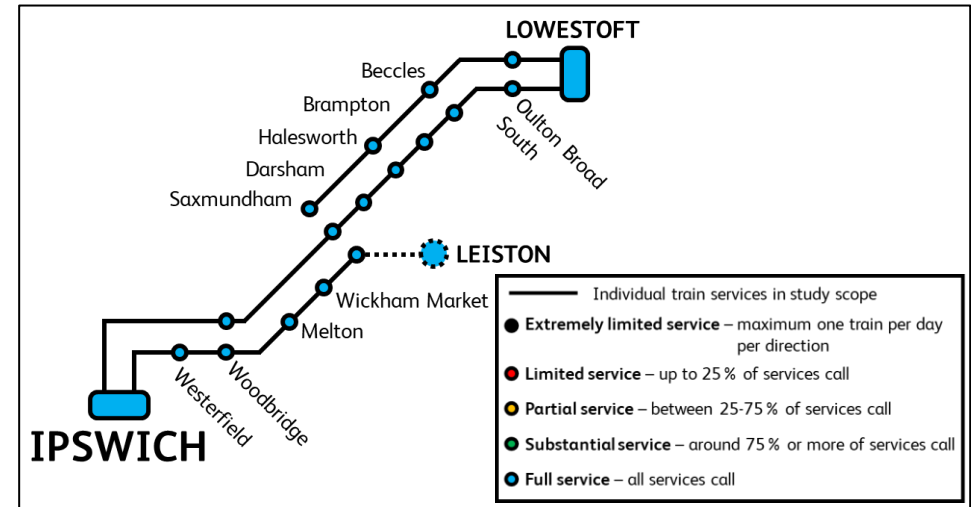 LOWESTOFT
Beccles
Brampton
Halesworth
Darsham
Saxmundham
Oulton Broad
South
LEISTON
Wickham Market
Melton
Woodbridge
Westerfield
IPSWICH
Individual train services in study scope
Extremely limited service – maximum one train per day
per direction
Limited service – up to 25% of services call
Partial service – between 25-75% of services call
Substantial service – around 75% or more of services call
Full service – all services call